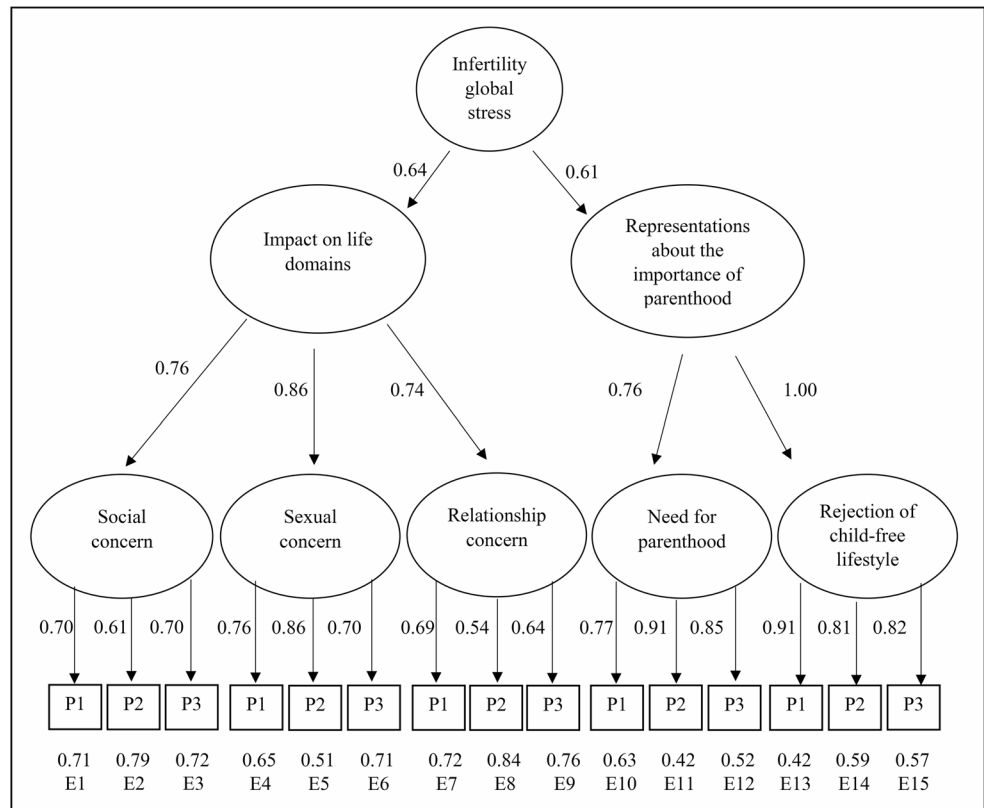 Infertility
global
stress
0.64
0.61
Impact on life
domains
Representations
about the
importance of
parenthood
0.76
0.86
0.74
0.76
1.00
Social
concern
Sexual
concern
Relationship
concern
Need for
parenthood
Rejection of
child-free
lifestyle
0.70 0.61 0.70 0.76 0.86 0.70 0.69 0.54 0.64 0.77 0.91 0.85 0.91 0.81 0.82
P1 P2 P3 P1 P2 P3 P1 P2 P3 P1 P2 P3 P1 P2 P3
0.71 0.79 0.72 0.65 0.51 0.71 0.72 0.84 0.76 0.63 0.42 0.52 0.42 0.59 0.57
E1 E2 E3 E4 E5 E6 E7 E8 E9 E10 E11 E12 E13 E14 E15